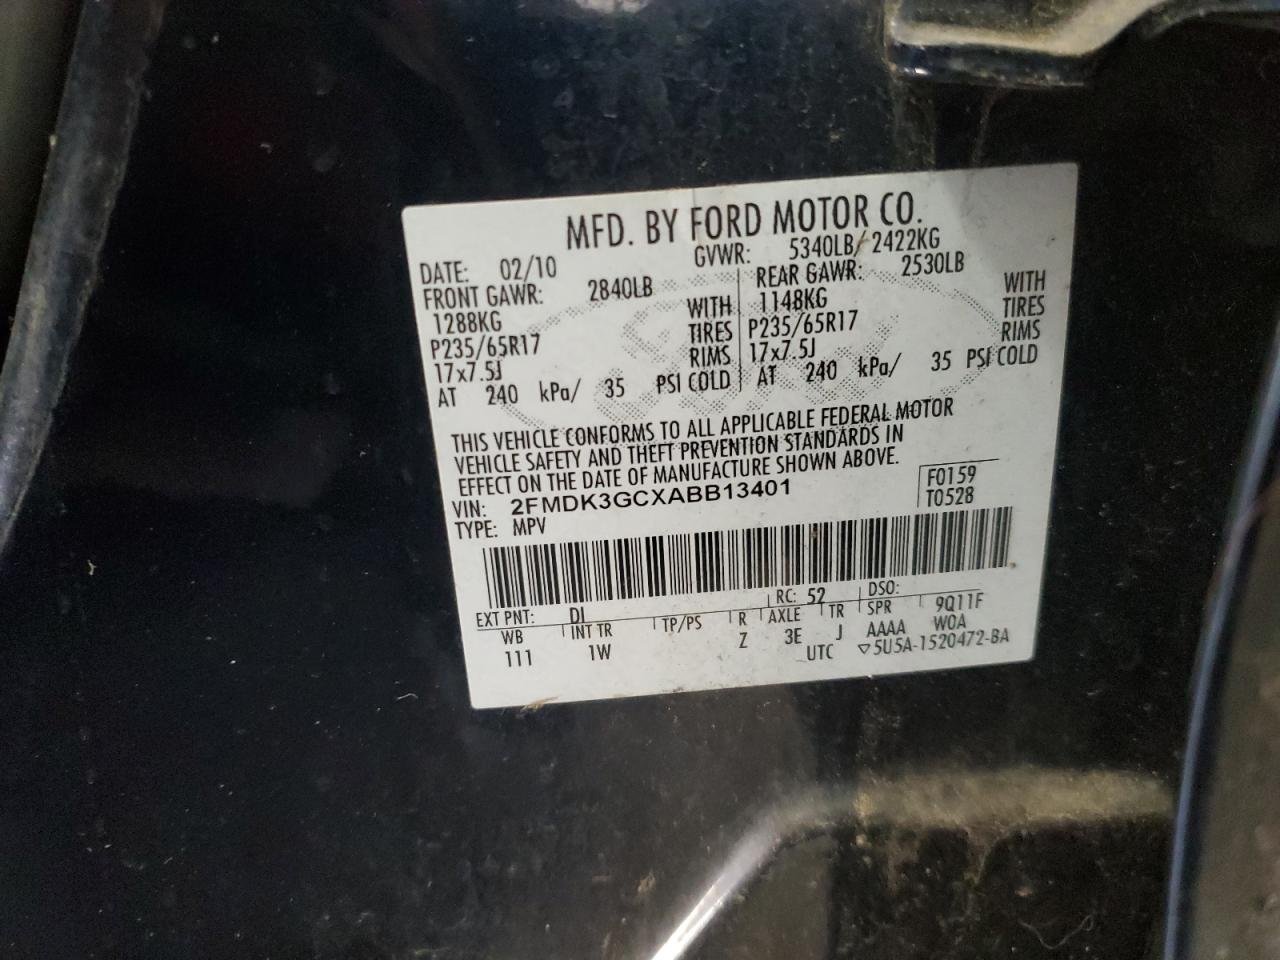 MFD. BY FORD MOTOR CO.
DATE: 02/10 GVWR: 5340LB/2422KG
FRONT GAWR: 2840LB REAR GAWR: 2530LB
1288KG WITH 1148KG WITH
P235/65R17 TIRES P235/65R17 TIRES
17x7.5J RIMS 17x7.5J RIMS
AT 240 kPa/ 35 PSI COLD AT 240 kPa/ 35 PSI COLD
THIS VEHICLE CONFORMS TO ALL APPLICABLE FEDERAL MOTOR
VEHICLE SAFETY AND THEFT PREVENTION STANDARDS IN
EFFECT ON THE DATE OF MANUFACTURE SHOWN ABOVE.
VIN: 2FMDK3GCXABB13401 F0159
TYPE: MPV T0528
EXT PNT: DL RC: 52 DSO:
WB INT TR TP/PS R AXLE TR SPR 9Q11F
111 1W Z 3E J AAAA WOA
UTC ▽5U5A-1520472-BA